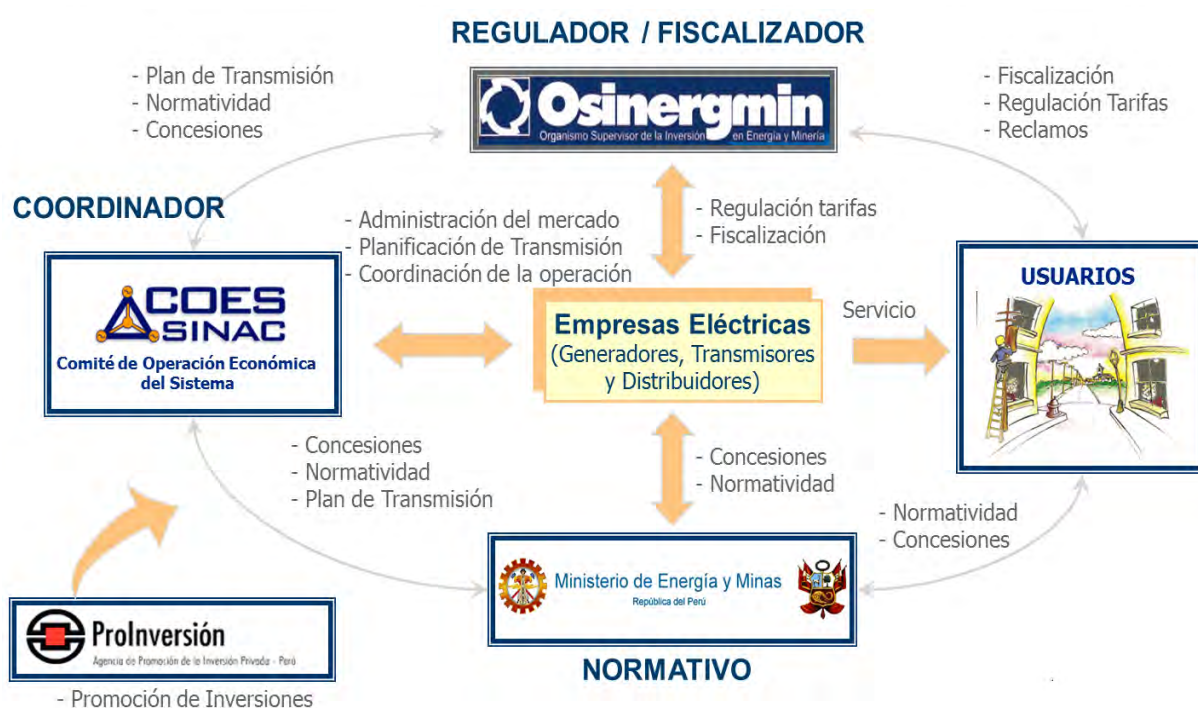 REGULADOR / FISCALIZADOR
- Plan de Transmisión
- Normatividad
- Concesiones
Osinergmin
Organismo Supervisor de la Inversión en Energía y Minería
- Fiscalización
- Regulación Tarifas
- Reclamos
COORDINADOR
- Administración del mercado
- Planificación de Transmisión
- Coordinación de la operación
- Regulación tarifas
- Fiscalización
COES
SINAC
Comité de Operación Económica
del Sistema
Empresas Eléctricas
(Generadores, Transmisores
y Distribuidores)
Servicio
USUARIOS
- Concesiones
- Normatividad
- Plan de Transmisión
- Concesiones
- Normatividad
- Normatividad
- Concesiones
Ministerio de Energía y Minas
República del Perú
NORMATIVO
ProInversión
Agencia de Promoción de la Inversión Privada - Perú
- Promoción de Inversiones